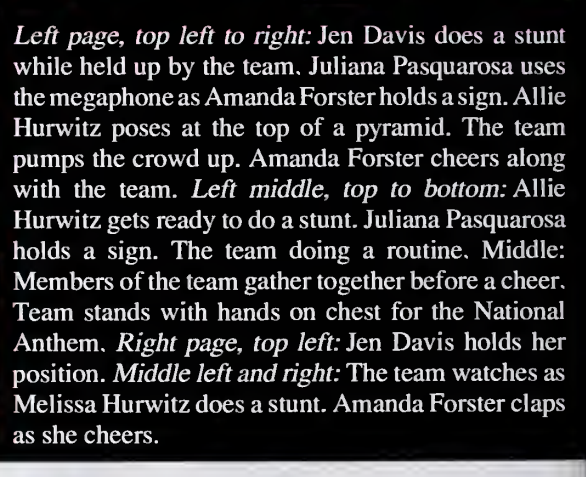 Left page, top left to right: Jen Davis does a stunt
while held up by the team. Juliana Pasquarosa uses
the megaphone as Amanda Forster holds a sign. Allie
Hurwitz poses at the top of a pyramid. The team
pumps the crowd up. Amanda Forster cheers along
with the team. Left middle, top to bottom: Allie
Hurwitz gets ready to do a stunt. Juliana Pasquarosa
holds a sign. The team doing a routine. Middle:
Members of the team gather together before a cheer.
Team stands with hands on chest for the National
Anthem. Right page, top left: Jen Davis holds her
position. Middle left and right: The team watches as
Melissa Hurwitz does a stunt. Amanda Forster claps
as she cheers.